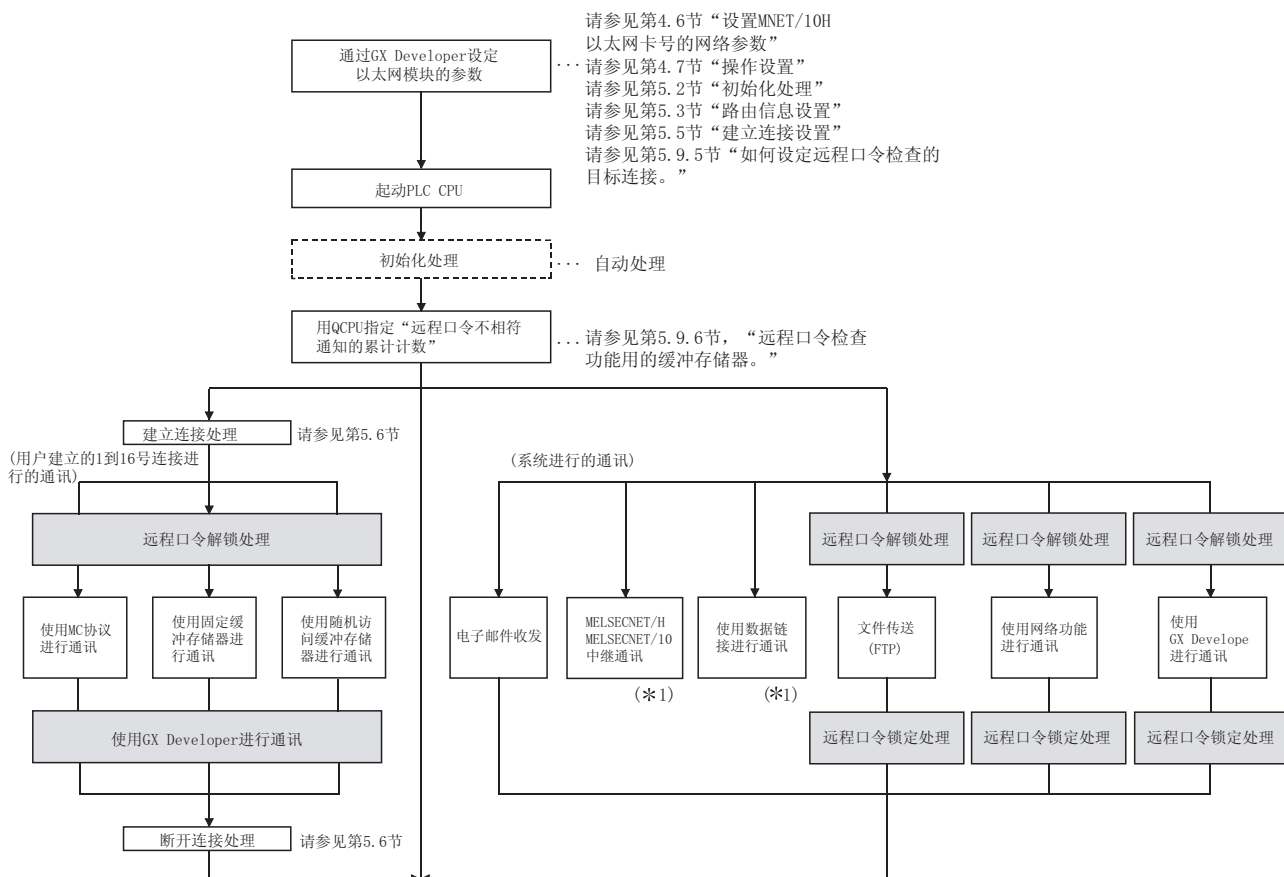 请参见第4.6节“设置MNET/10H
以太网卡号的网络参数”
通过GX Developer设定
以太网模块的参数
···请参见第4.7节“操作设置”
请参见第5.2节“初始化处理”
请参见第5.3节“路由信息设置”
请参见第5.5节“建立连接设置”
请参见第5.9.5节“如何设定远程口令检查的
目标连接。”
起动PLC CPU
初始化处理
··· 自动处理
用QCPU指定“远程口令不相符
通知的累计计数”
...请参见第5.9.6节，“远程口令检查
功能用的缓冲存储器。”
建立连接处理
请参见第5.6节
(用户建立的1到16号连接进
行的通讯)
(系统进行的通讯)
远程口令解锁处理
远程口令解锁处理
远程口令解锁处理
远程口令解锁处理
使用MC协议
进行通讯
使用固定缓
冲存储器进
行通讯
使用随机访
问缓冲存储
器进行通讯
电子邮件收发
MELSECNET/H
MELSECNET/10
中继通讯
(*1)
使用数据链
接进行通讯
(*1)
文件传送
(FTP)
使用网络功能
进行通讯
使用
GX Develope
进行通讯
使用GX Developer进行通讯
远程口令锁定处理
远程口令锁定处理
远程口令锁定处理
断开连接处理
请参见第5.6节